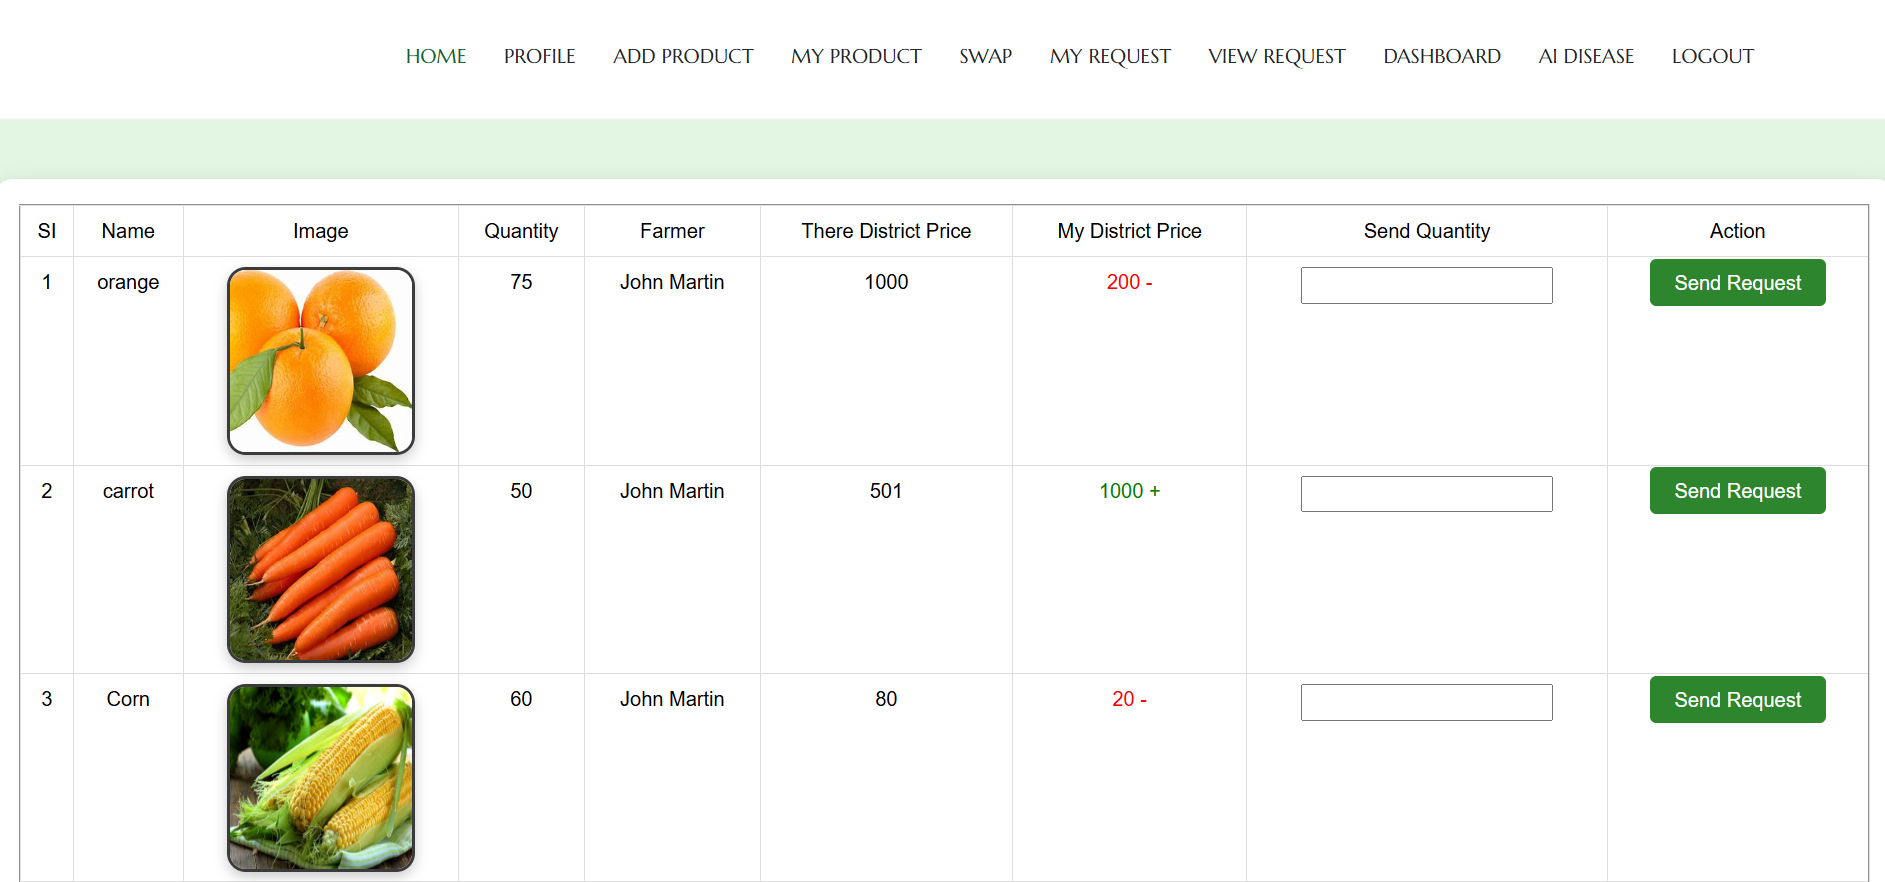 HOME PROFILE ADD PRODUCT MY PRODUCT SWAP MY REQUEST VIEW REQUEST DASHBOARD AI DISEASE LOGOUT
SI Name Image Quantity Farmer There District Price My District Price Send Quantity Action
1 orange 75 John Martin 1000 200 - Send Request
2 carrot 50 John Martin 501 1000 + Send Request
3 Corn 60 John Martin 80 20 - Send Request